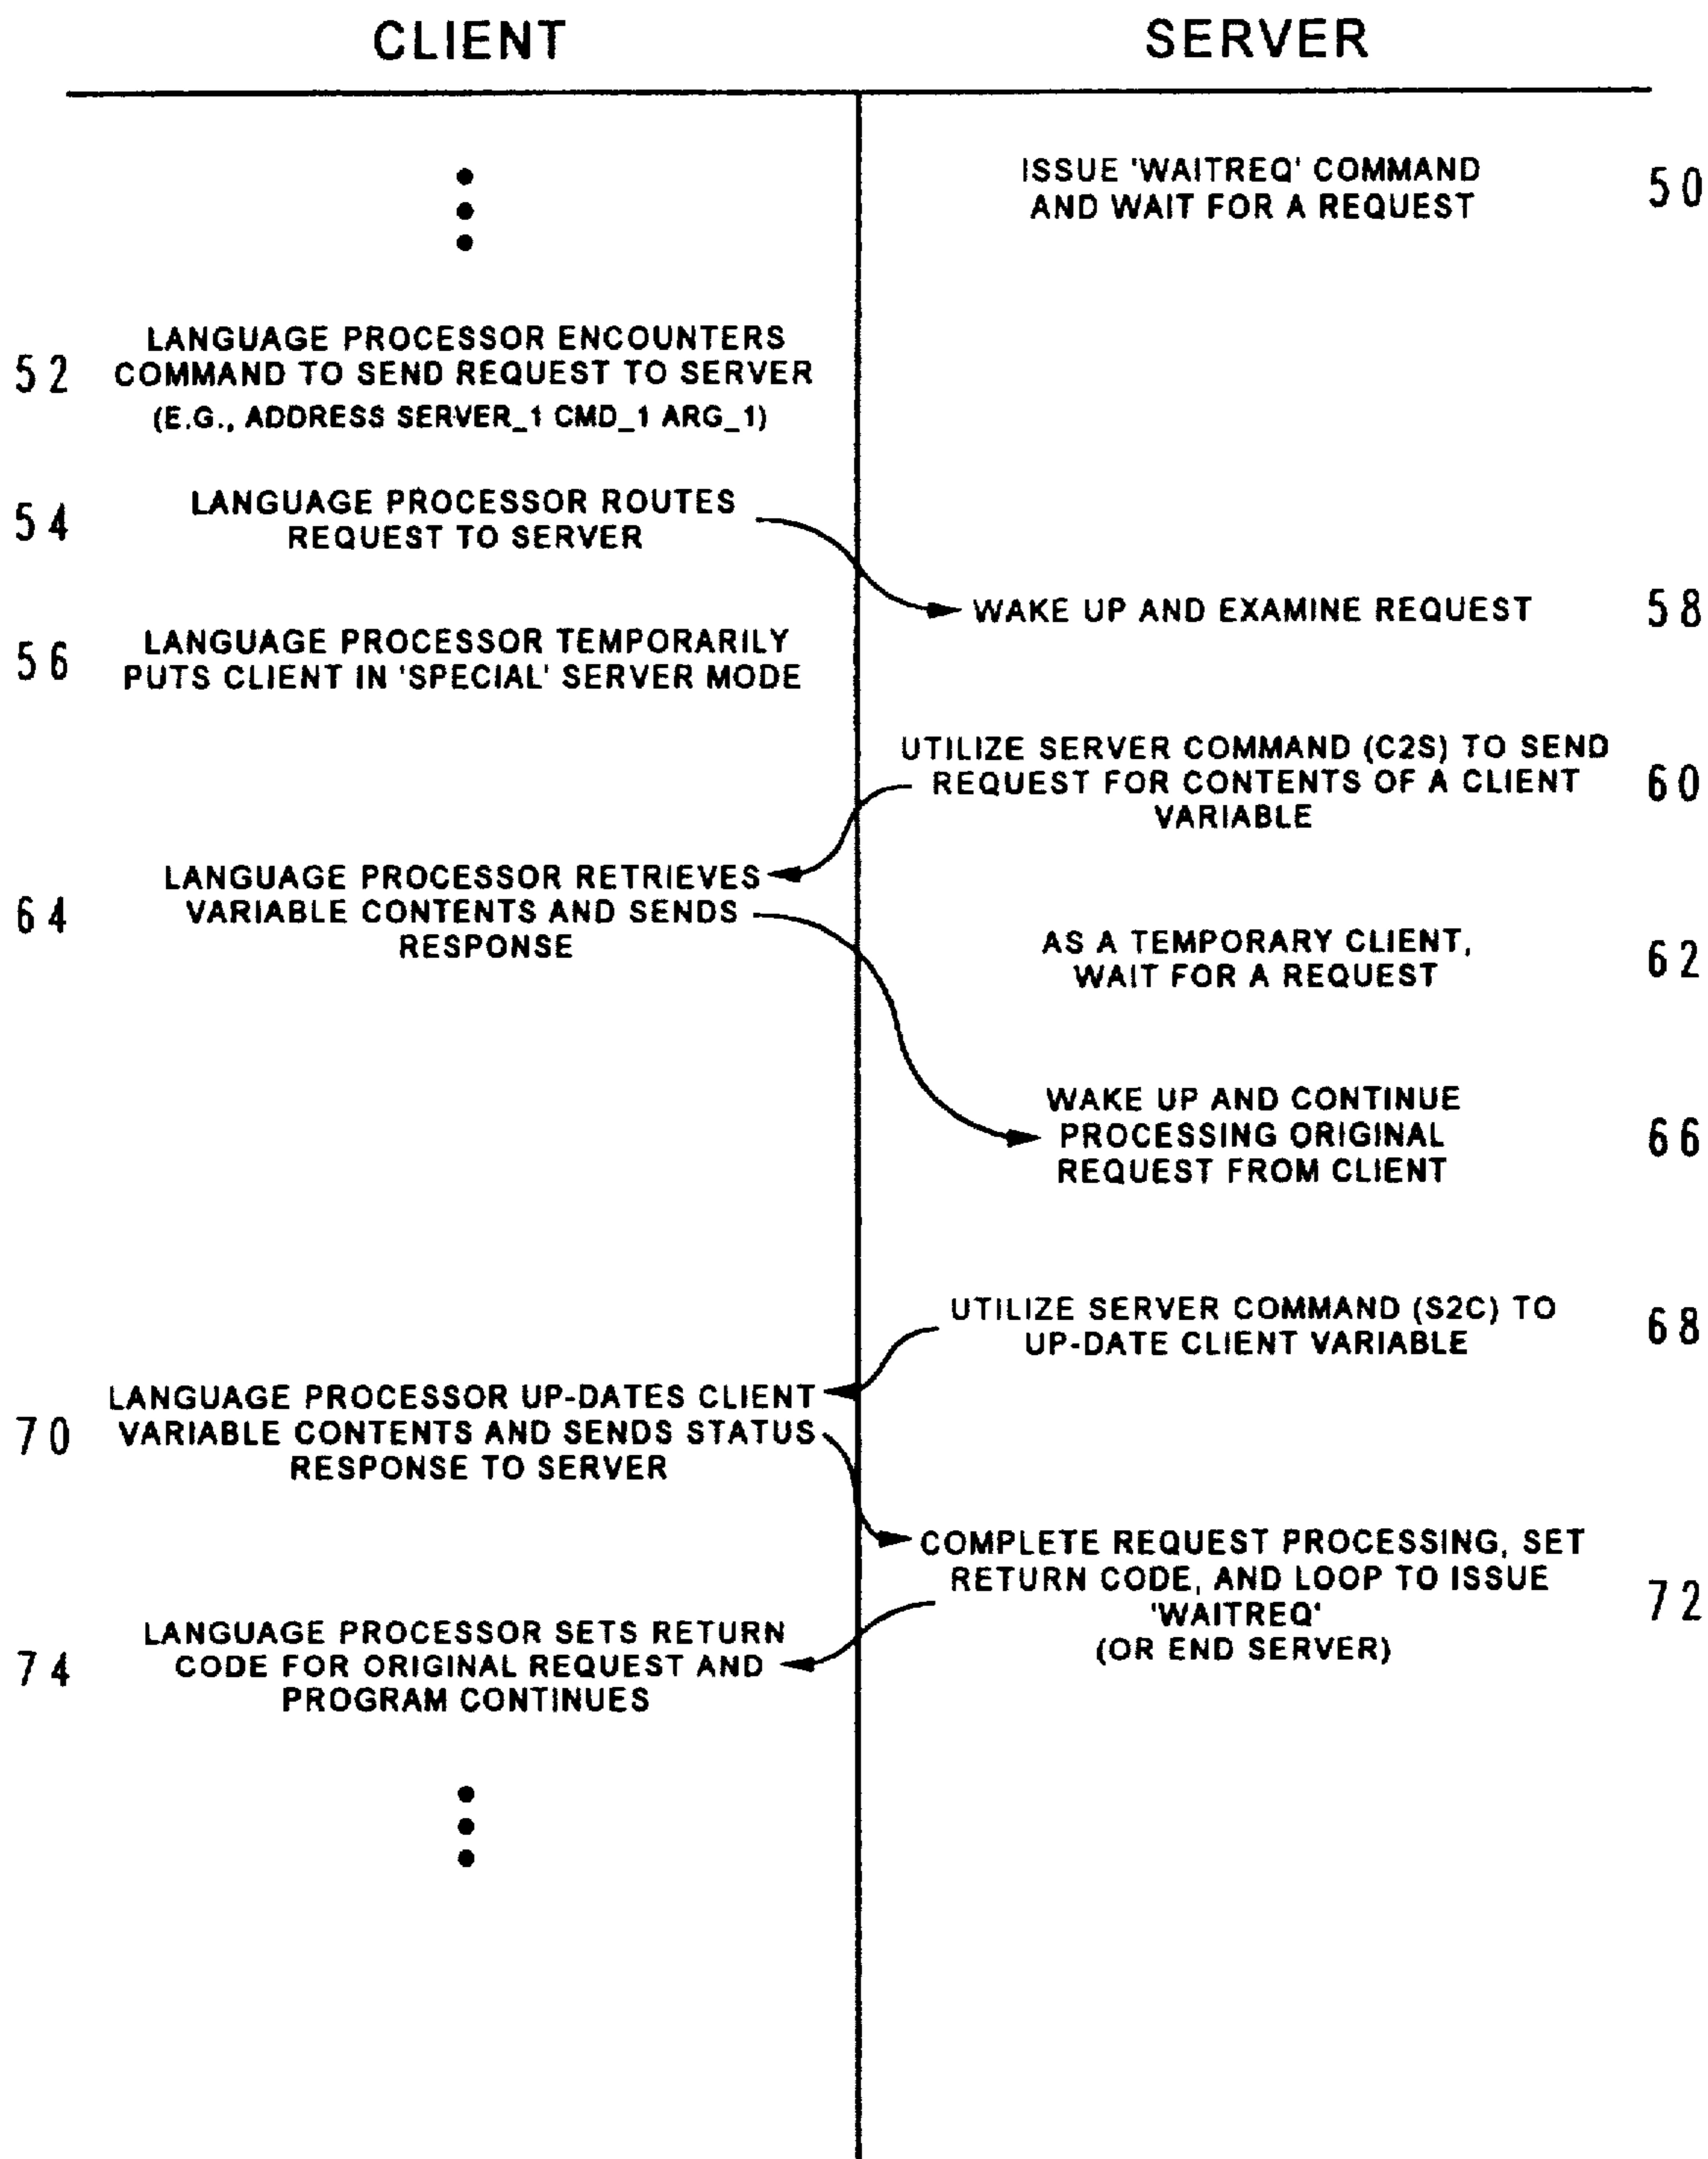 CLIENT
SERVER
ISSUE 'WAITREQ' COMMAND
AND WAIT FOR A REQUEST
50
52
LANGUAGE PROCESSOR ENCOUNTERS
COMMAND TO SEND REQUEST TO SERVER
(E.G., ADDRESS SERVER_1 CMD_1 ARG_1)
54
LANGUAGE PROCESSOR ROUTES
REQUEST TO SERVER
WAKE UP AND EXAMINE REQUEST
58
56
LANGUAGE PROCESSOR TEMPORARILY
PUTS CLIENT IN 'SPECIAL' SERVER MODE
UTILIZE SERVER COMMAND (C2S) TO SEND
REQUEST FOR CONTENTS OF A CLIENT
VARIABLE
60
64
LANGUAGE PROCESSOR RETRIEVES
VARIABLE CONTENTS AND SENDS
RESPONSE
AS A TEMPORARY CLIENT,
WAIT FOR A REQUEST
62
WAKE UP AND CONTINUE
PROCESSING ORIGINAL
REQUEST FROM CLIENT
66
UTILIZE SERVER COMMAND (S2C) TO
UP-DATE CLIENT VARIABLE
68
70
LANGUAGE PROCESSOR UP-DATES CLIENT
VARIABLE CONTENTS AND SENDS STATUS
RESPONSE TO SERVER
COMPLETE REQUEST PROCESSING, SET
RETURN CODE, AND LOOP TO ISSUE
'WAITREQ'
(OR END SERVER)
72
74
LANGUAGE PROCESSOR SETS RETURN
CODE FOR ORIGINAL REQUEST AND
PROGRAM CONTINUES